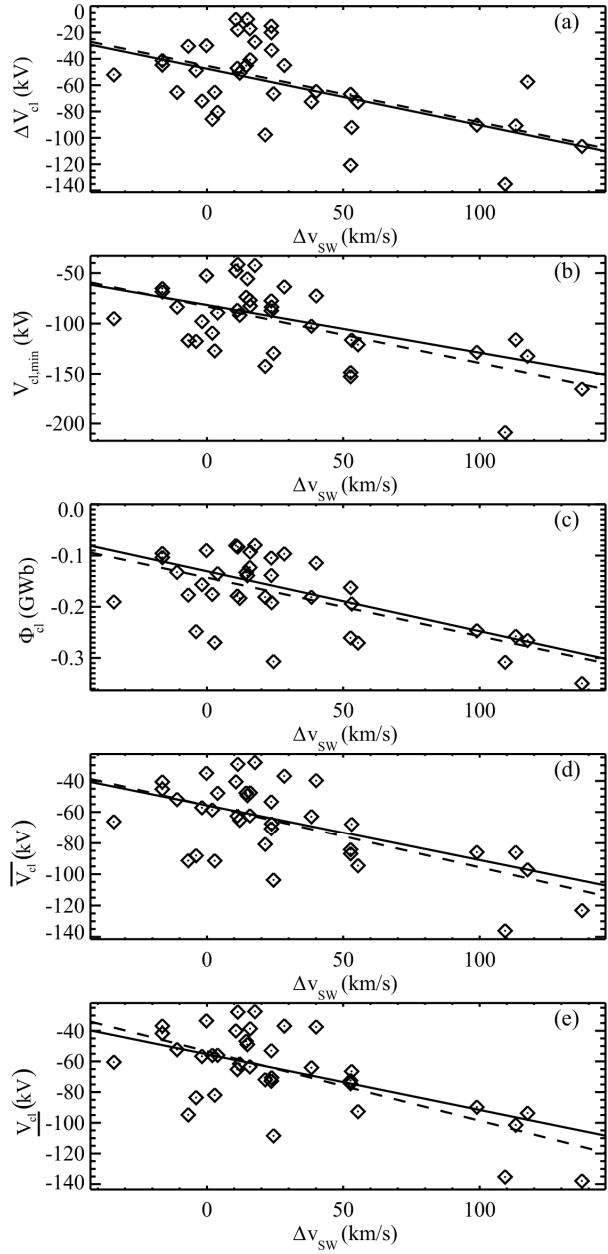 (a)
0
-20
-40
-60
-80
-100
-120
-140
ΔV_cl (kV)
0 50 100
Δv_SW (km/s)
(b)
-50
-100
-150
-200
V_cl,min (kV)
0 50 100
Δv_SW (km/s)
(c)
0.0
-0.1
-0.2
-0.3
Φ_cl (GWb)
0 50 100
Δv_SW (km/s)
(d)
-40
-60
-80
-100
-120
-140
V̅_cl (kV)
0 50 100
Δv_SW (km/s)
(e)
-40
-60
-80
-100
-120
-140
V̲_cl (kV)
0 50 100
Δv_SW (km/s)